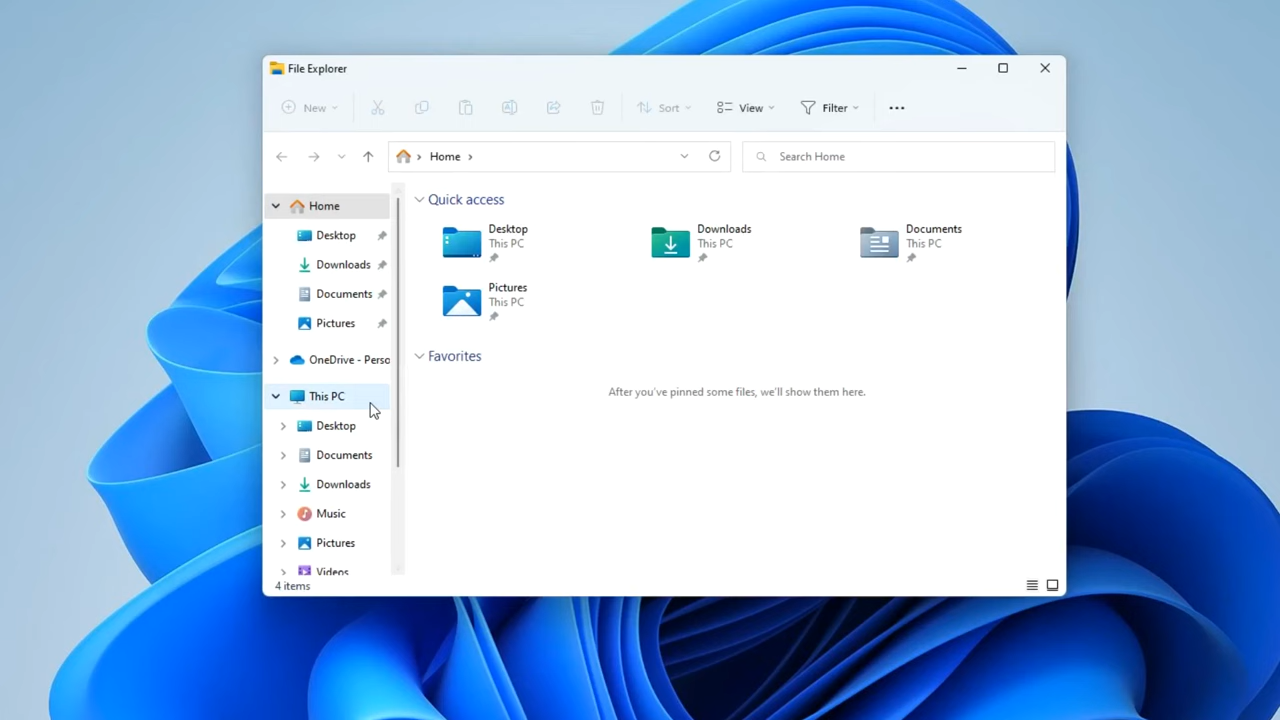 File Explorer
New
Sort
View
Filter
Home
Search Home
Home
Desktop
Downloads
Documents
Pictures
OneDrive - Perso
This PC
Desktop
Documents
Downloads
Music
Pictures
Videos
Quick access
Desktop
This PC
Downloads
This PC
Documents
This PC
Pictures
This PC
Favorites
After you've pinned some files, we'll show them here.
4 items